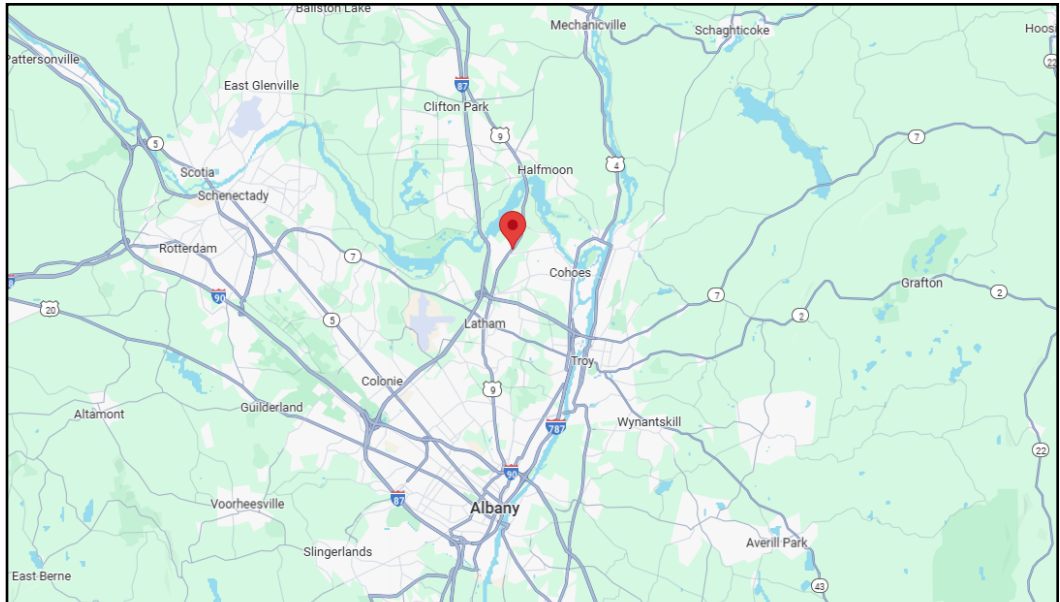 Ballston Lake
Mechanicville
Schaghticoke
Hoosi
Pattersonville
22
East Glenville
87
Clifton Park
9
7
5
4
Scotia
Halfmoon
Schenectady
Rotterdam
7
Cohoes
Grafton
90
7
2
20
5
Latham
2
Troy
Colonie
9
Guilderland
Altamont
Wynantskill
787
22
90
87
Voorheesville
Albany
Averill Park
Slingerlands
East Berne
43